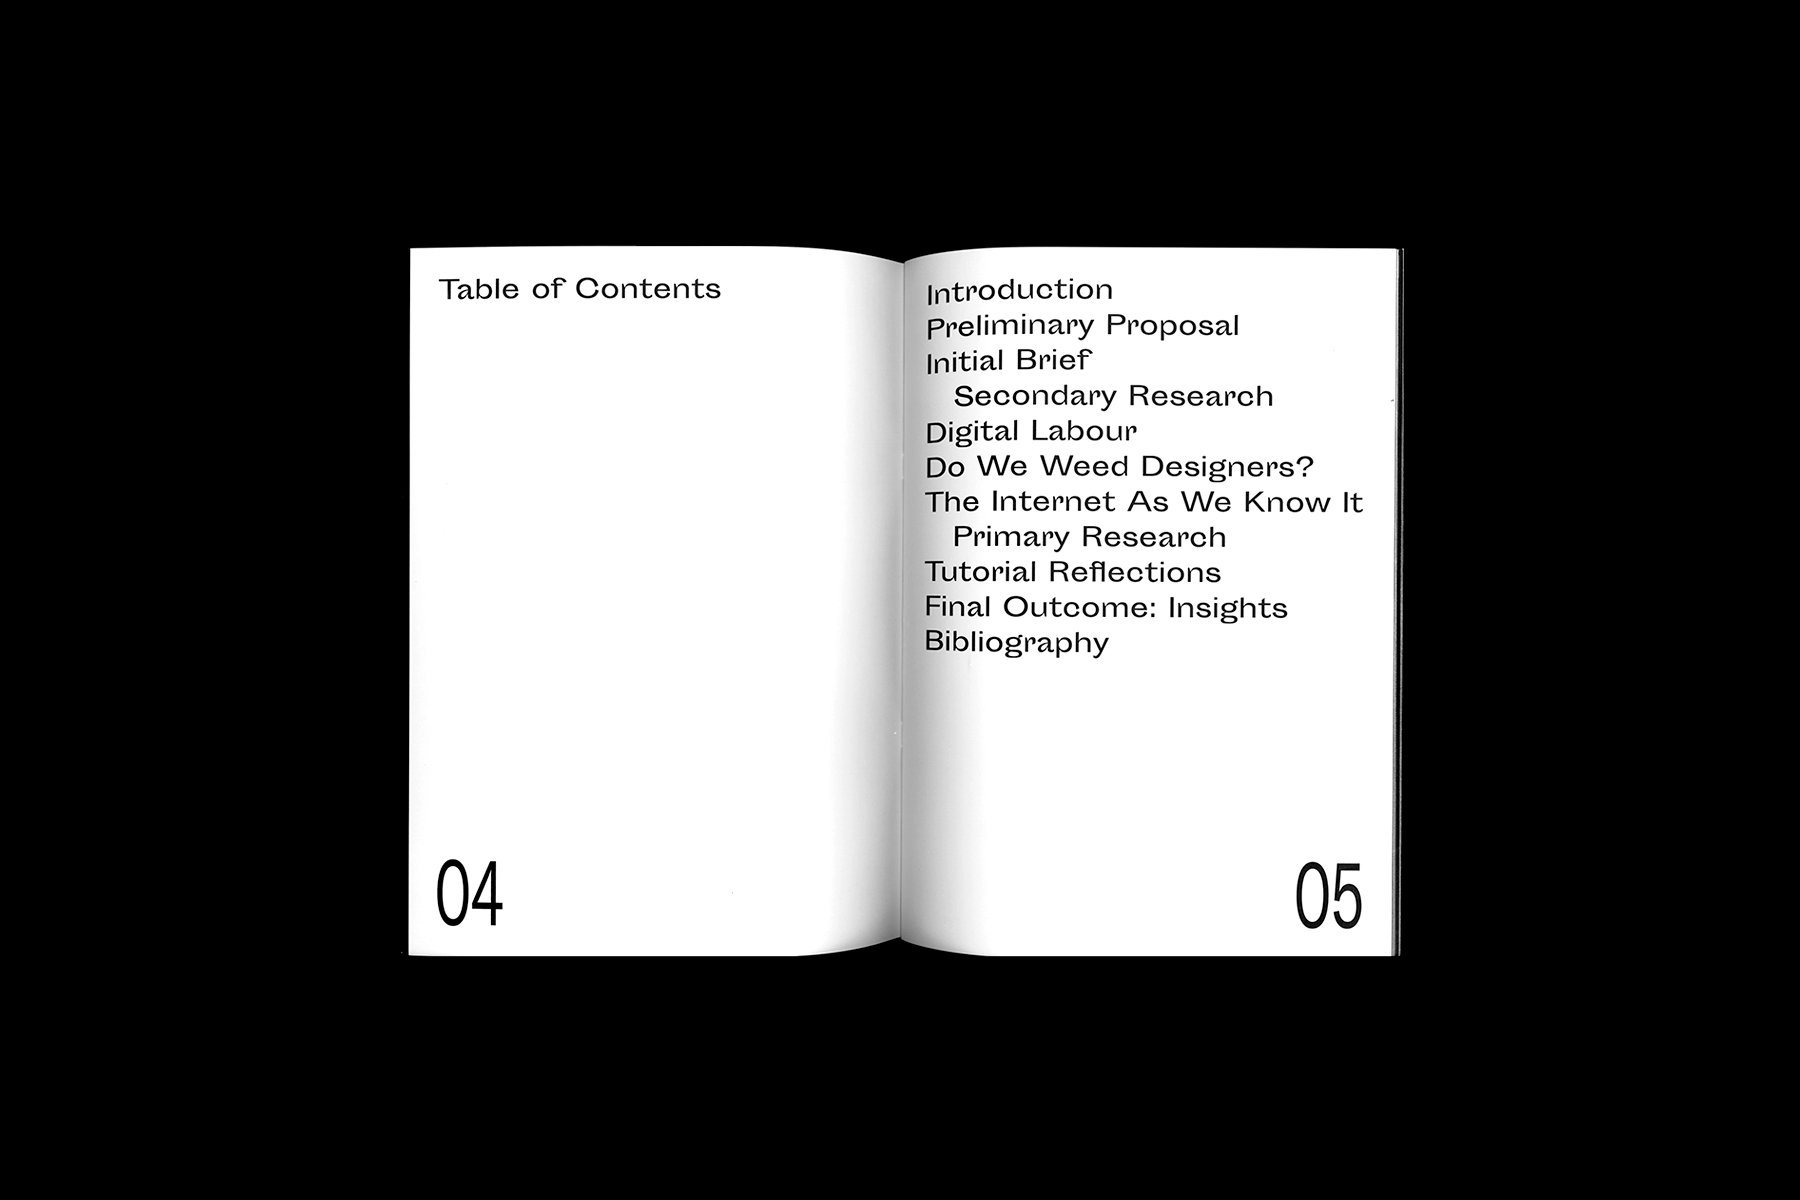 Table of Contents
Introduction
Preliminary Proposal
Initial Brief
Secondary Research
Digital Labour
Do We Weed Designers?
The Internet As We Know It
Primary Research
Tutorial Reflections
Final Outcome: Insights
Bibliography
04
05